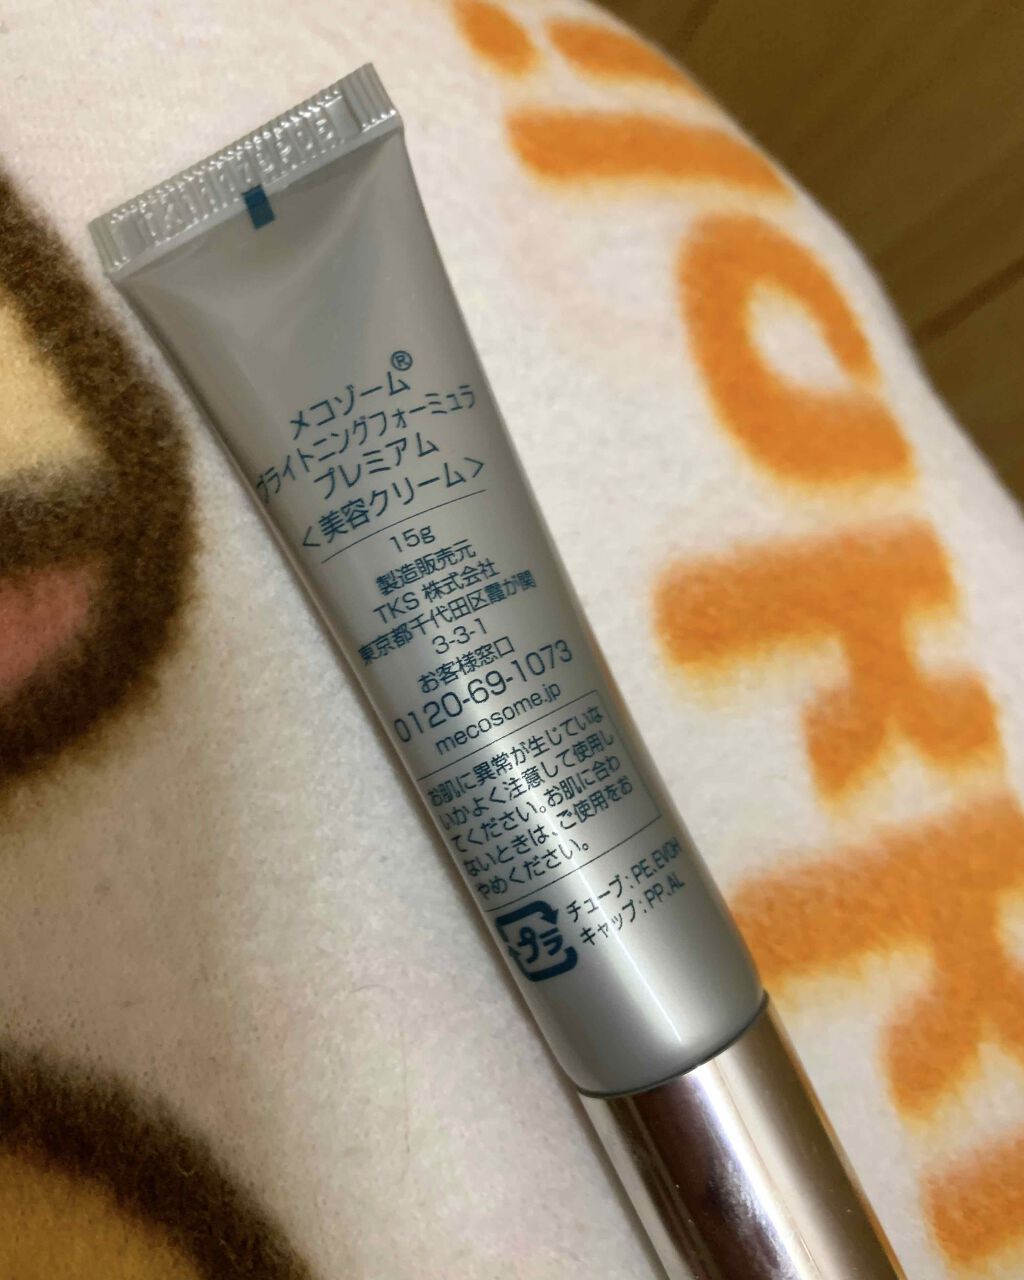 メコゾーム®
ブライトニングフォーミュラ
プレミアム
<美容クリーム>
15g
製造販売元
TKS 株式会社
東京都千代田区霞が関
3-3-1
お客様窓口
0120-69-1073
mecosome.jp
お肌に異常が生じていな
いかよく注意して使用し
てください。お肌に合わ
ないときは、ご使用をお
やめください。
プラ
チューブ:PE,EVOH
キャップ:PP,AL